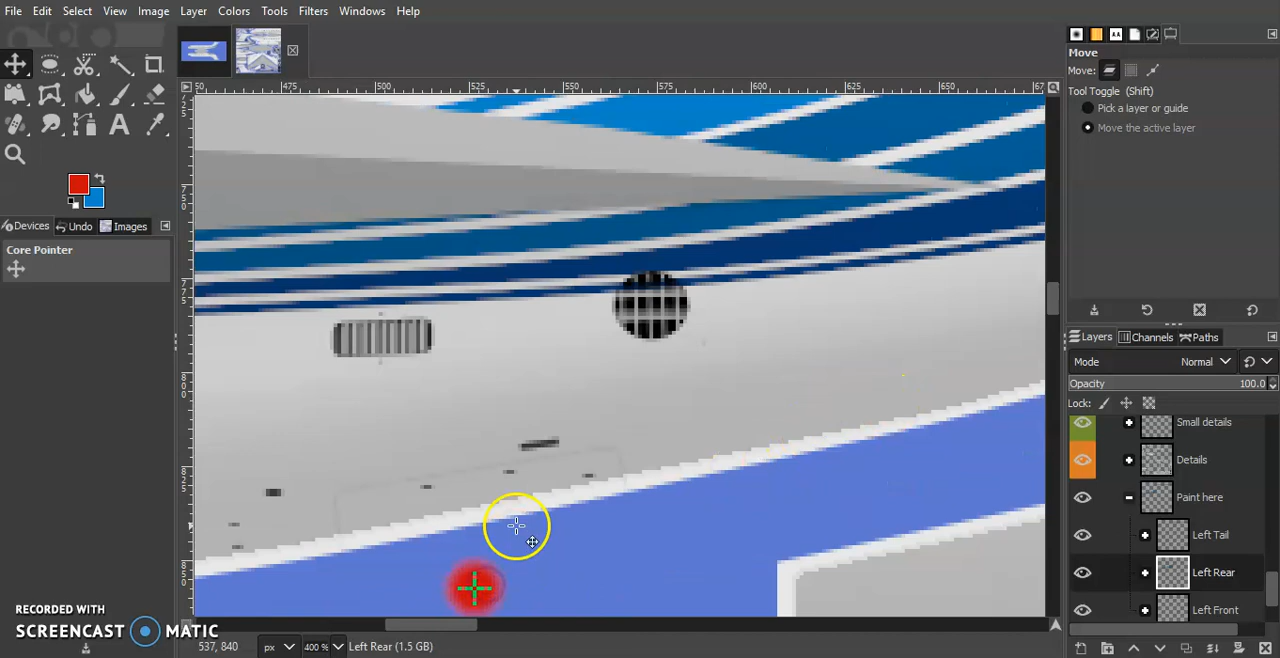 File Edit Select View Image Layer Colors Tools Filters Windows Help
Move
Move:
Tool Toggle (Shift)
Pick a layer or guide
Move the active layer
Devices Undo Images
Core Pointer
475 500 525 550 575 600 625 650
Layers Channels Paths
Mode Normal
Opacity 100.0
Lock:
Small details
Details
Paint here
Left Tail
Left Rear
Left Front
RECORDED WITH
SCREENCAST MATIC
537, 840 px 400 % Left Rear (1.5 GB)